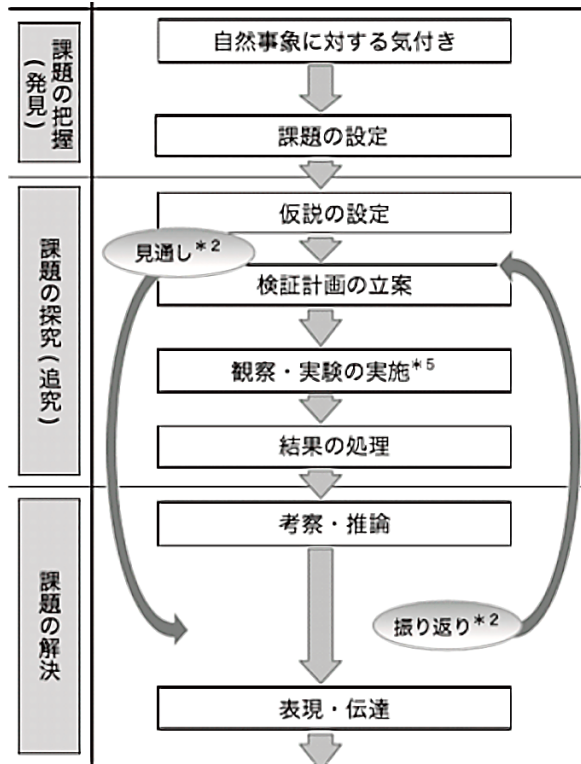 課題の把握
(発見)
自然事象に対する気付き
課題の設定
課題の探究(追究)
仮説の設定
見通し＊2
検証計画の立案
観察・実験の実施＊5
結果の処理
課題の解決
考察・推論
振り返り＊2
表現・伝達